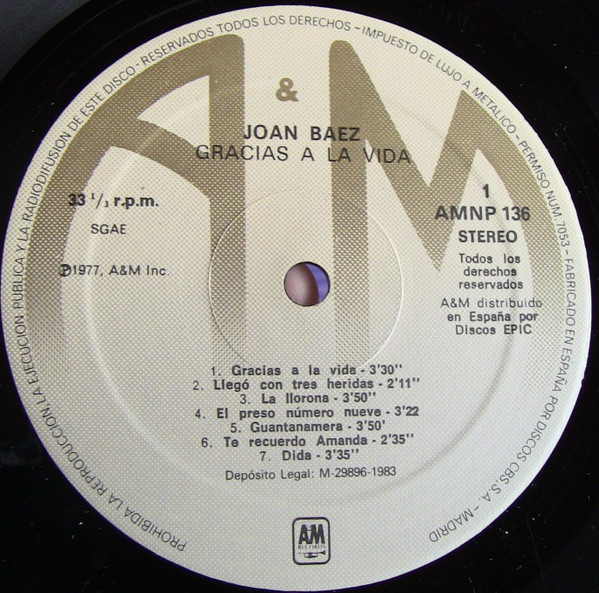 PROHIBIDA LA REPRODUCCION, LA EJECUCION PUBLICA Y LA RADIODIFUSION DE ESTE DISCO - RESERVADOS TODOS LOS DERECHOS - IMPUESTO DE LUJO A METALICO - PERMISO NUM. 7053 - FABRICADO EN ESPAÑA POR DISCOS CBS, S.A. - MADRID
A & M
JOAN BAEZ
GRACIAS A LA VIDA
33 1/3 r.p.m.
SGAE
℗1977, A&M Inc.
1
AMNP 136
STEREO
Todos los
derechos
reservados
A&M distribuido
en España por
Discos EPIC
1. Gracias a la vida - 3'30''
2. Llegó con tres heridas - 2'11''
3. La llorona - 3'50''
4. El preso número nueve - 3'22
5. Guantanamera - 3'50'
6. Te recuerdo Amanda - 2'35''
7. Dida - 3'35''
Depósito Legal: M-29896-1983
AM
RECORDS